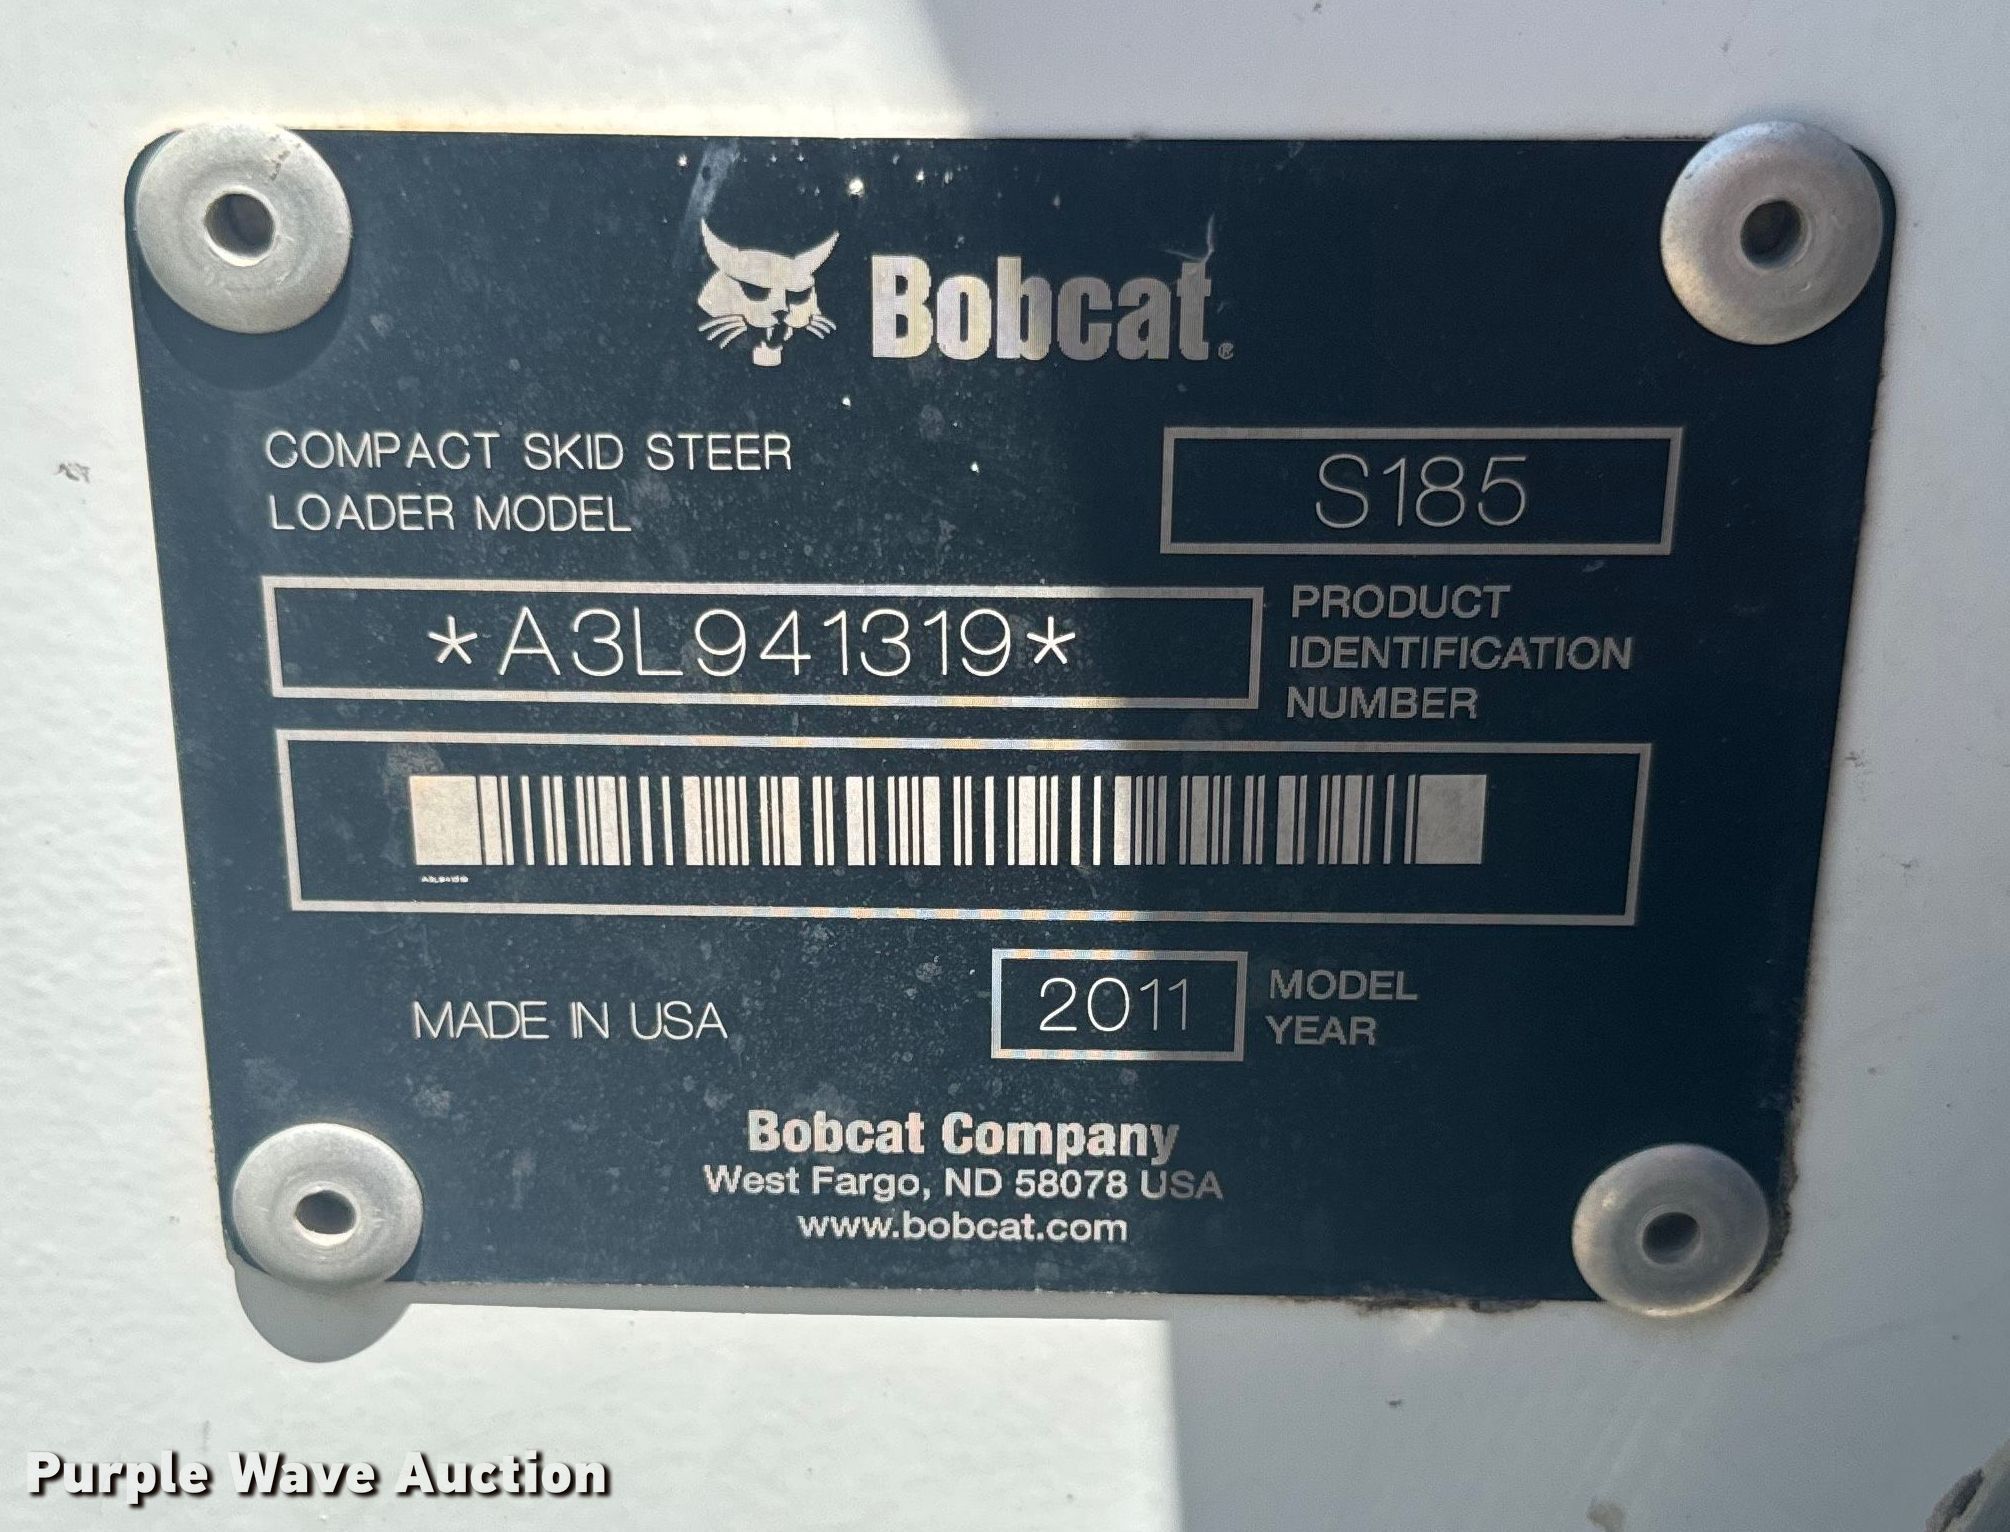 Bobcat®
COMPACT SKID STEER
LOADER MODEL
S185
*A3L941319*
PRODUCT
IDENTIFICATION
NUMBER
A3L941319
MADE IN USA
2011
MODEL
YEAR
Bobcat Company
West Fargo, ND 58078 USA
www.bobcat.com
Purple Wave Auction